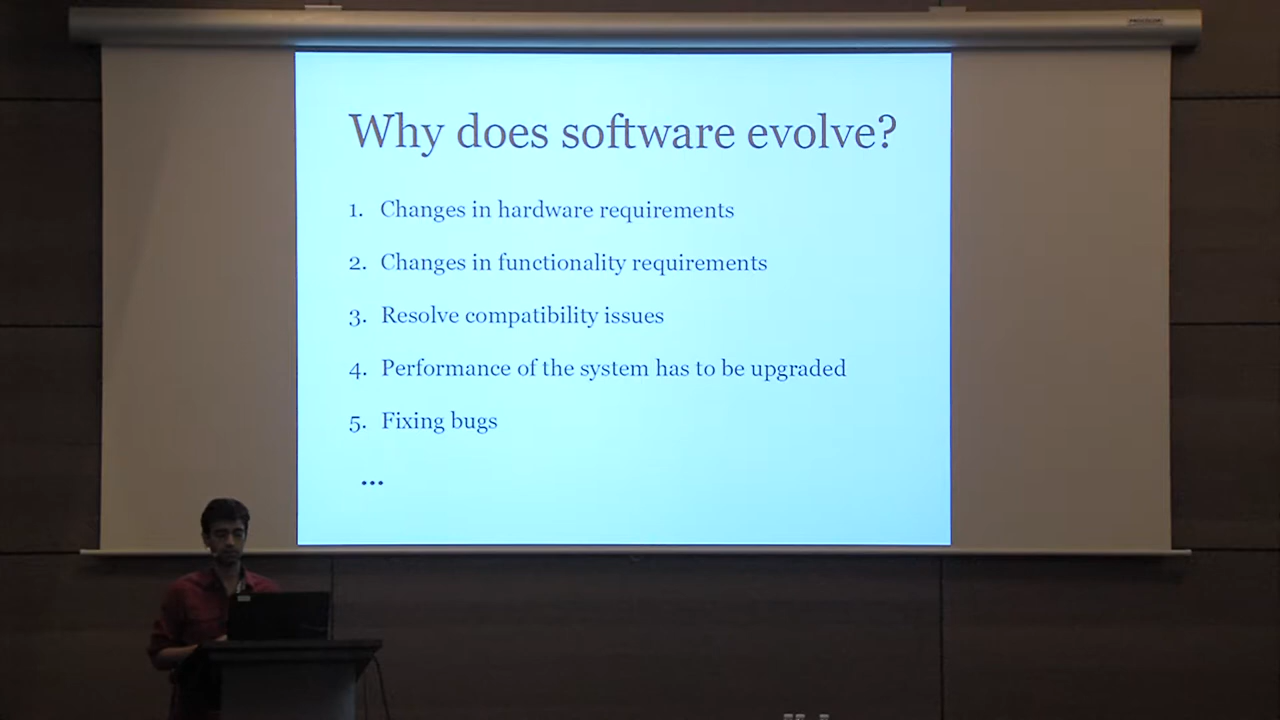 Why does software evolve?
1. Changes in hardware requirements
2. Changes in functionality requirements
3. Resolve compatibility issues
4. Performance of the system has to be upgraded
5. Fixing bugs
...